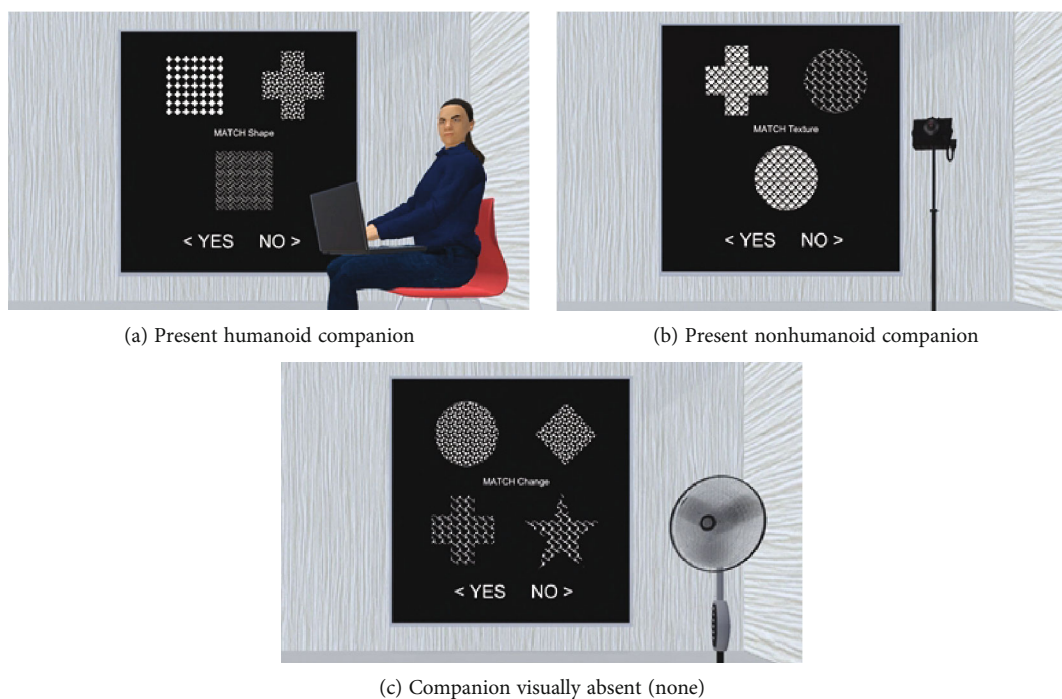 MATCH Shape
< YES NO >
MATCH Texture
< YES NO >
(a) Present humanoid companion
(b) Present nonhumanoid companion
MATCH Change
< YES NO >
(c) Companion visually absent (none)